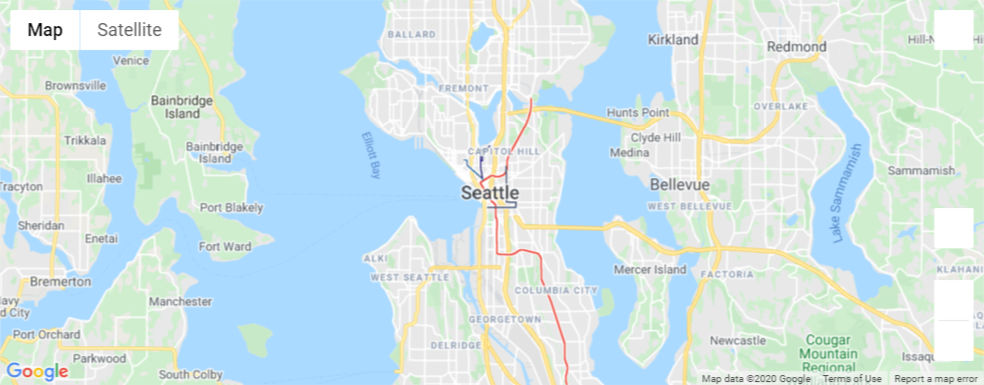 Map
Satellite
BALLARD
Kirkland
Redmond
Venice
Brownsville
FREMONT
Bainbridge
Island
OVERLAKE
Hunts Point
Trikkala
Elliott Bay
Clyde Hill
Bainbridge
Island
CAPITOL HILL
Medina
Illahee
Sammamish
Tracyton
Seattle
Bellevue
Port Blakely
WEST BELLEVUE
Lake Sammamish
Sheridan
Enetai
Fort Ward
ALKI
WEST SEATTLE
Mercer Island
FACTORIA
Bremerton
Manchester
COLUMBIA CITY
GEORGETOWN
Port Orchard
DELRIDGE
Newcastle
Cougar
Mountain
Regional
Parkwood
South Colby
Google
Map data ©2020 Google
Terms of Use
Report a map error